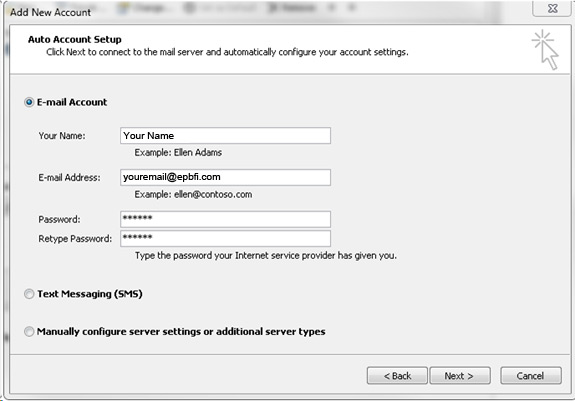 Add New Account
Auto Account Setup
Click Next to connect to the mail server and automatically configure your account settings.
E-mail Account
Your Name: Your Name
Example: Ellen Adams
E-mail Address: youremail@epbfi.com
Example: ellen@contoso.com
Password: ******
Retype Password: ******
Type the password your Internet service provider has given you.
Text Messaging (SMS)
Manually configure server settings or additional server types
< Back Next > Cancel